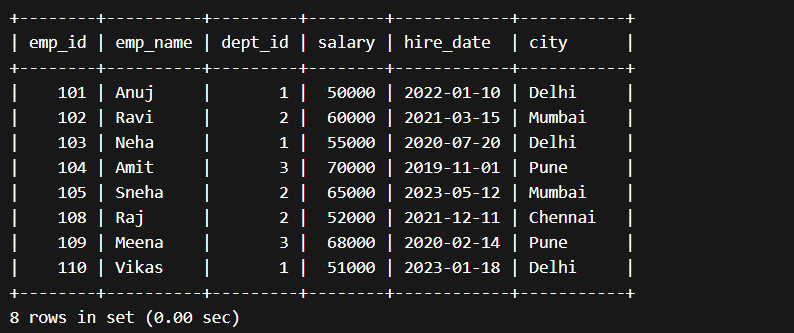 +--------+----------+---------+--------+------------+-----------+
| emp_id | emp_name | dept_id | salary | hire_date  | city      |
+--------+----------+---------+--------+------------+-----------+
|    101 | Anuj     |       1 |  50000 | 2022-01-10 | Delhi     |
|    102 | Ravi     |       2 |  60000 | 2021-03-15 | Mumbai    |
|    103 | Neha     |       1 |  55000 | 2020-07-20 | Delhi     |
|    104 | Amit     |       3 |  70000 | 2019-11-01 | Pune      |
|    105 | Sneha    |       2 |  65000 | 2023-05-12 | Mumbai    |
|    108 | Raj      |       2 |  52000 | 2021-12-11 | Chennai   |
|    109 | Meena    |       3 |  68000 | 2020-02-14 | Pune      |
|    110 | Vikas    |       1 |  51000 | 2023-01-18 | Delhi     |
+--------+----------+---------+--------+------------+-----------+
8 rows in set (0.00 sec)